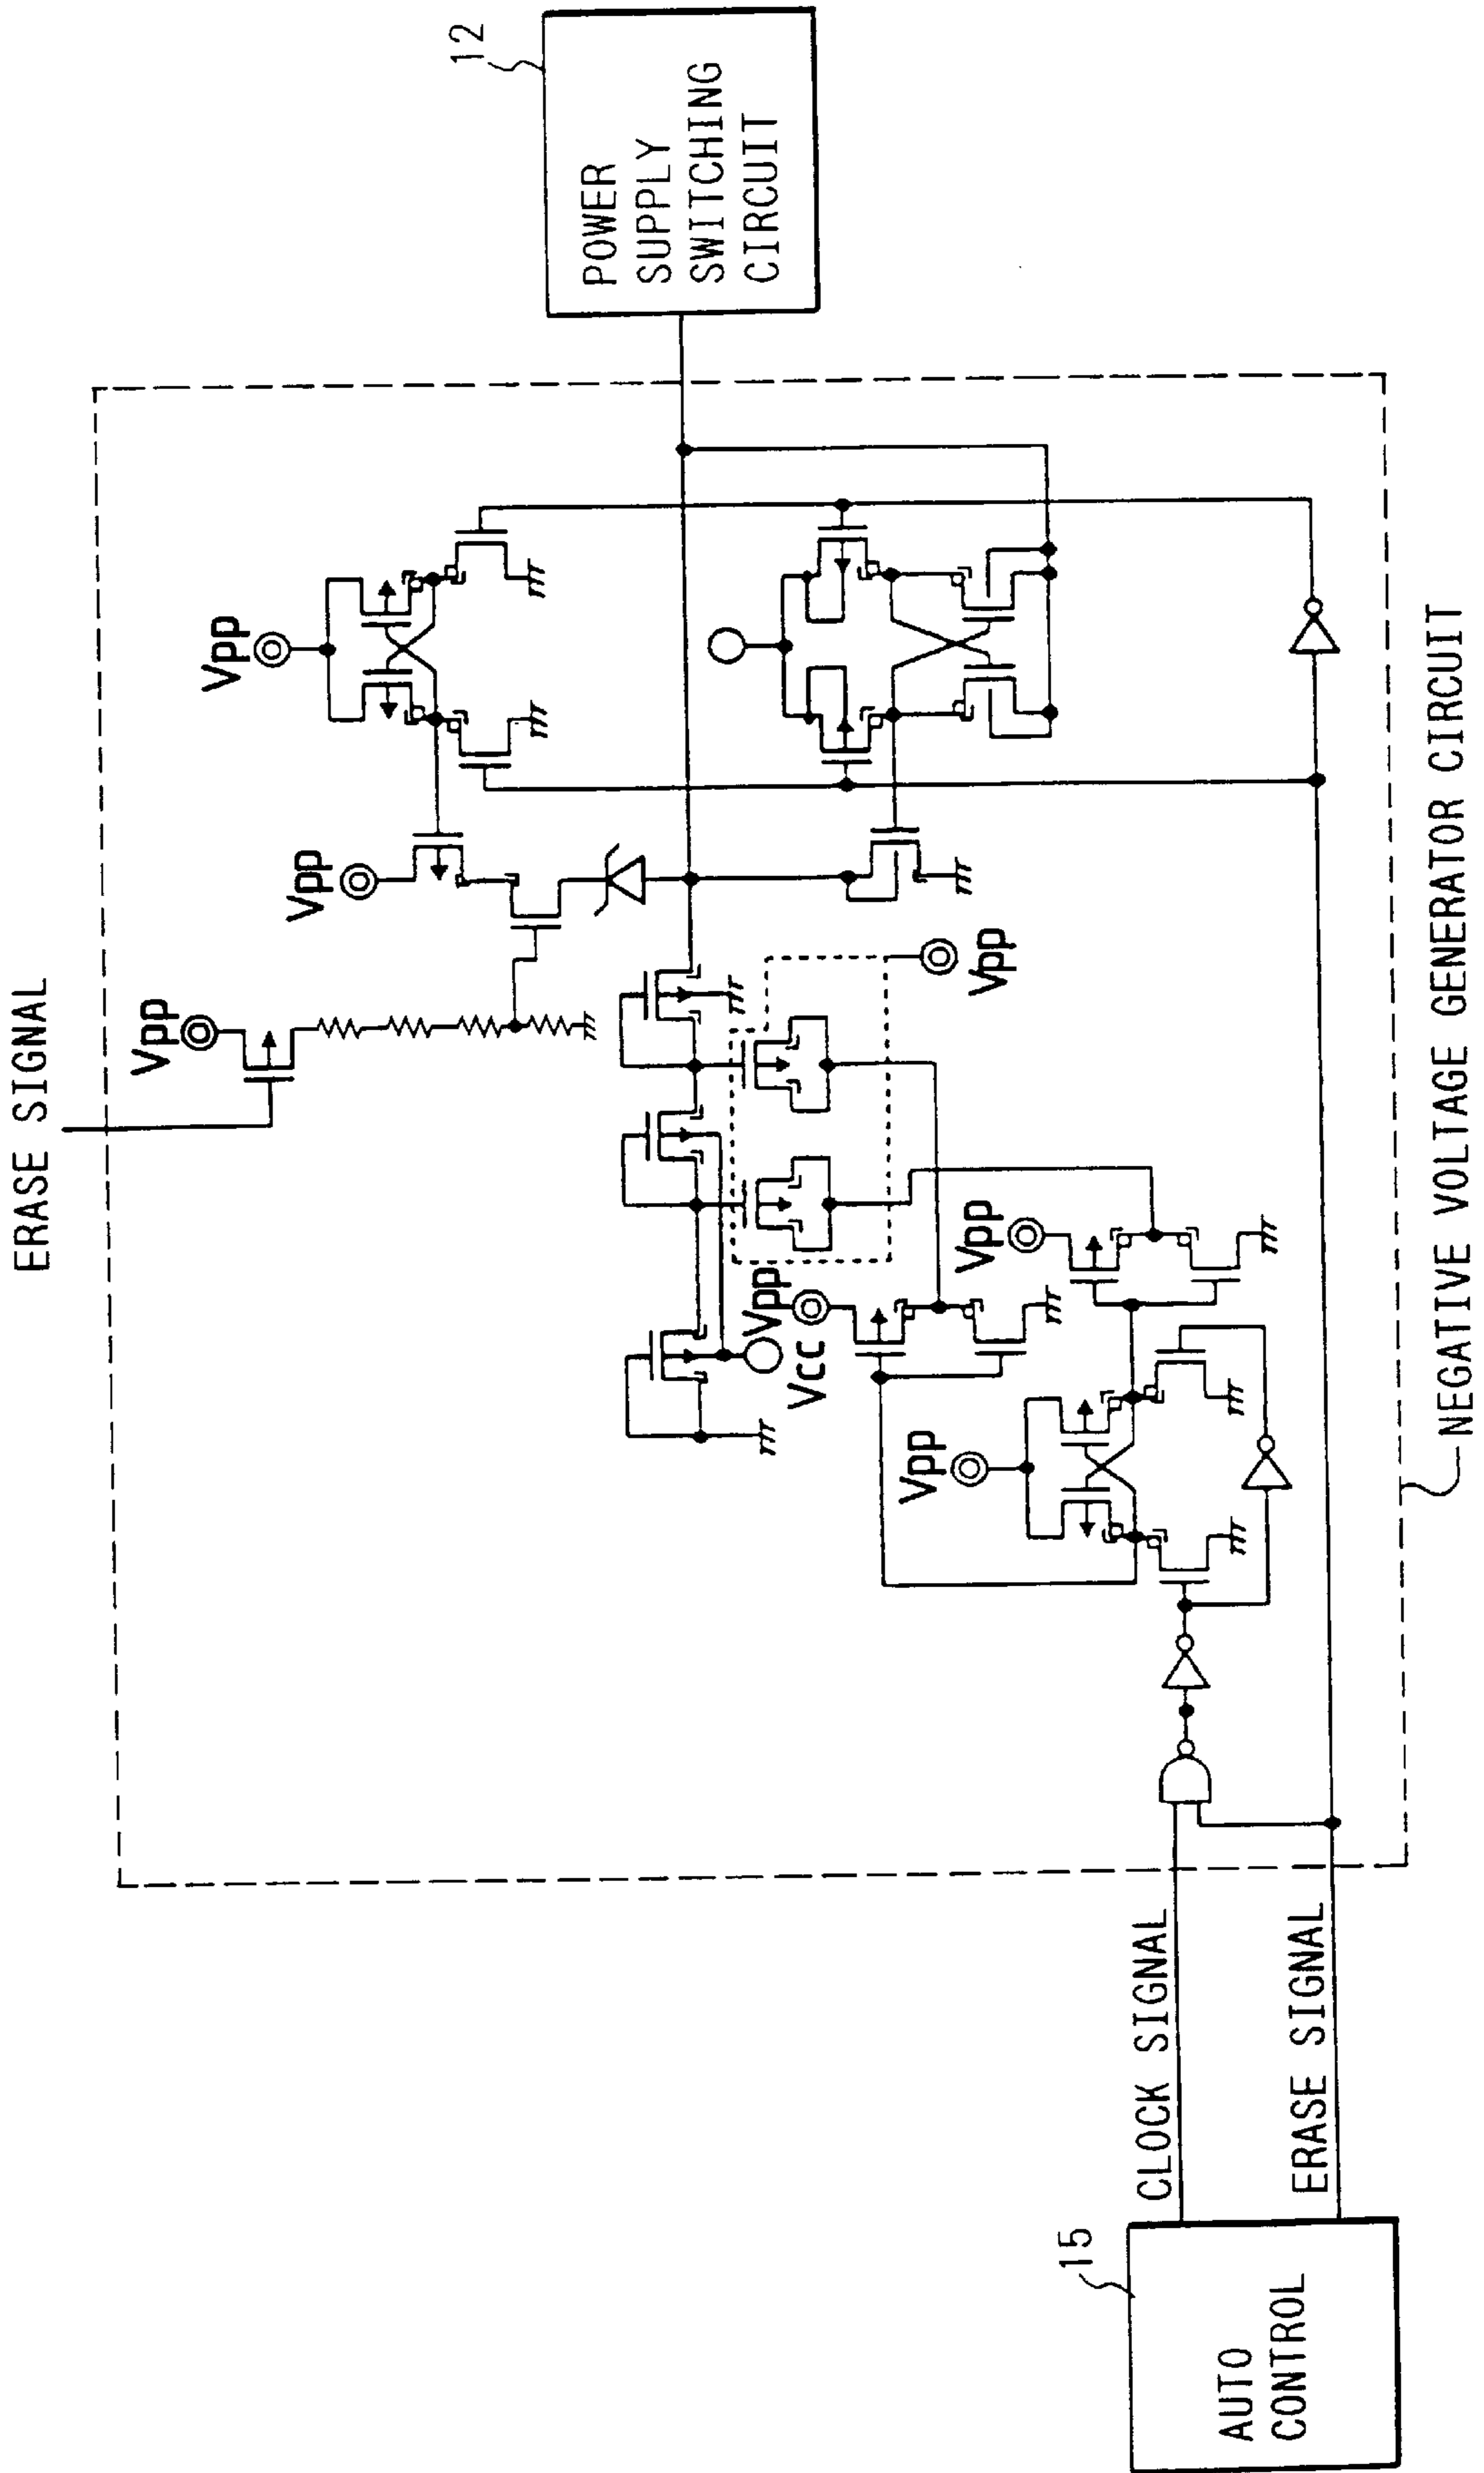 ERASE SIGNAL
12
POWER
SUPPLY
SWITCHING
CIRCUIT
Vpp
Vpp
Vpp
Vpp
Vpp
Vcc
Vpp
Vpp
CLOCK SIGNAL
ERASE SIGNAL
15
AUTO
CONTROL
NEGATIVE VOLTAGE GENERATOR CIRCUIT